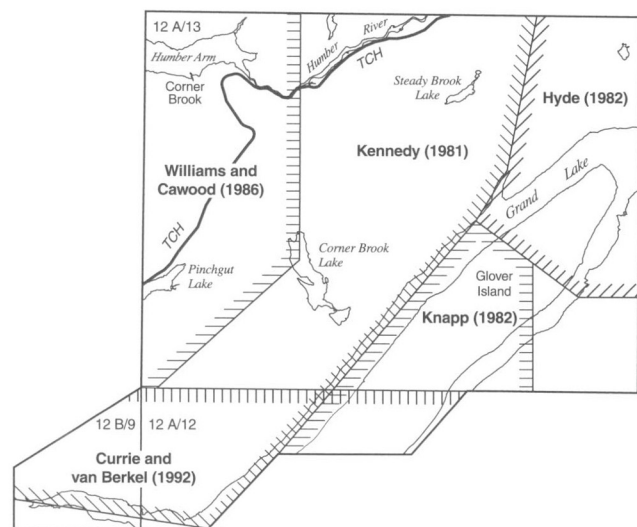 12 A/13
Humber Arm
Corner
Brook
Humber River
TCH
Steady Brook
Lake
Hyde (1982)
Kennedy (1981)
Williams and
Cawood (1986)
Grand Lake
TCH
Corner Brook
Lake
Pinchgut
Lake
Glover
Island
Knapp (1982)
12 B/9
12 A/12
Currie and
van Berkel (1992)